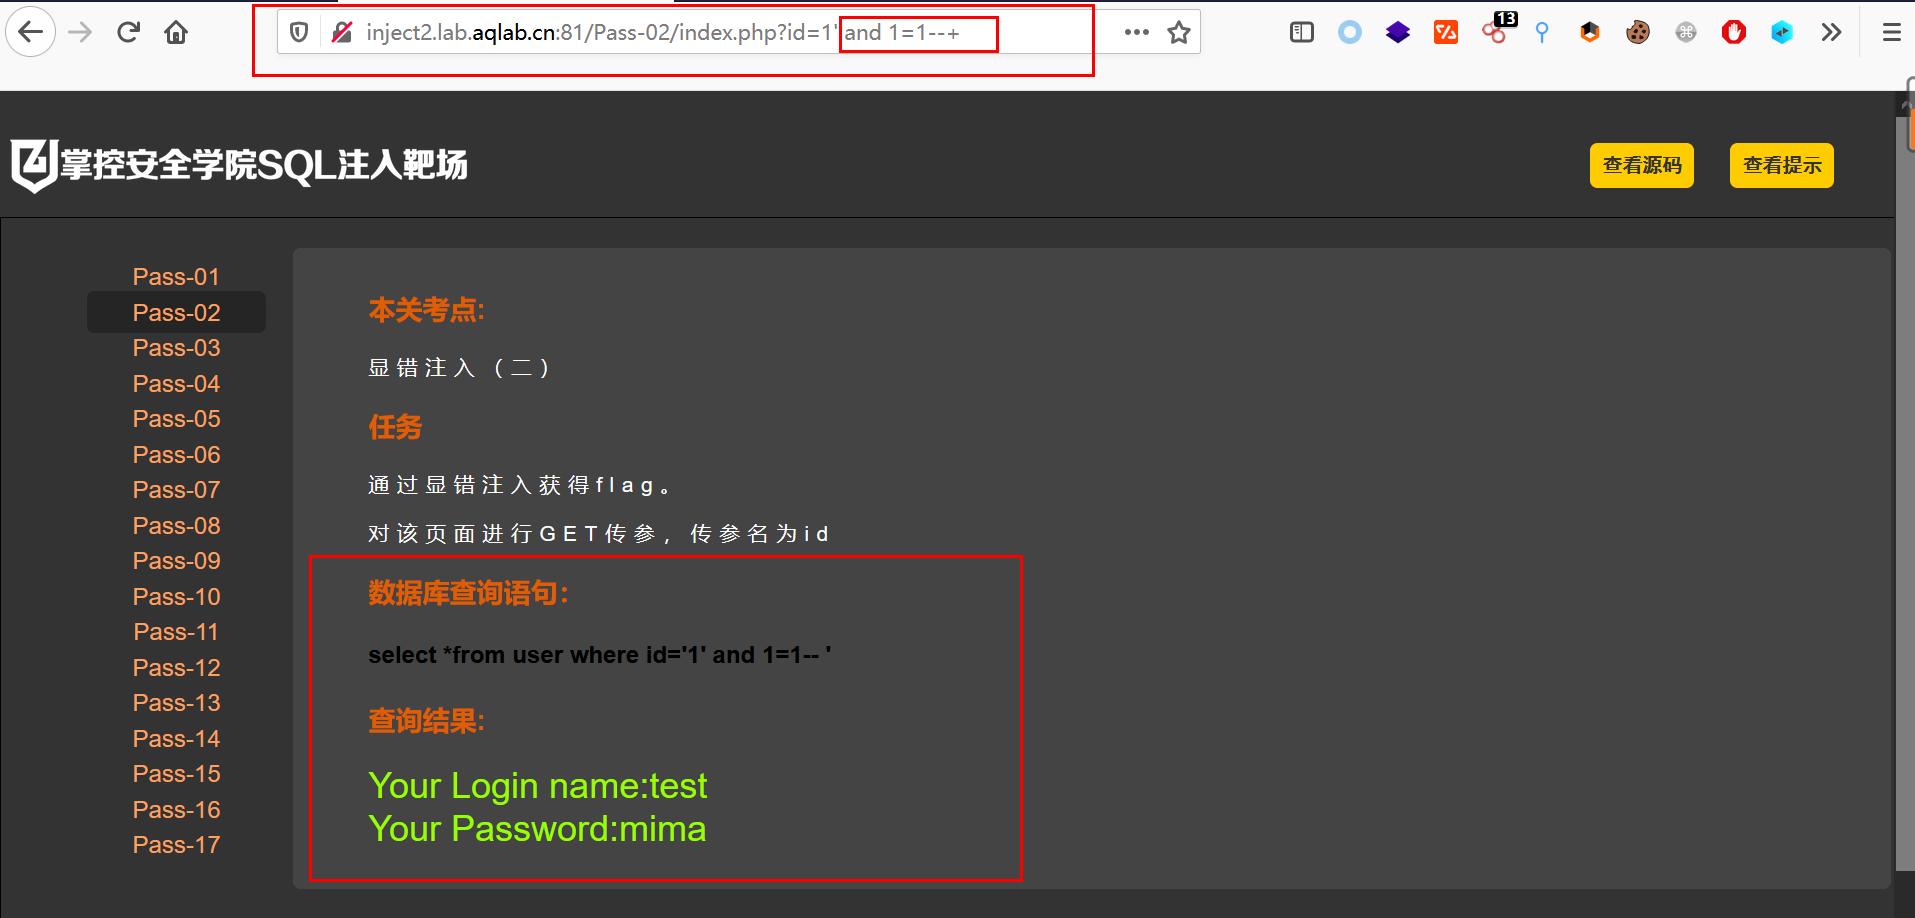 inject2.lab.aqlab.cn:81/Pass-02/index.php?id=1' and 1=1--+
13
掌控安全学院SQL注入靶场
查看源码
查看提示
Pass-01
Pass-02
Pass-03
Pass-04
Pass-05
Pass-06
Pass-07
Pass-08
Pass-09
Pass-10
Pass-11
Pass-12
Pass-13
Pass-14
Pass-15
Pass-16
Pass-17
本关考点:
显错注入（二）
任务
通过显错注入获得flag。
对该页面进行GET传参，传参名为id
数据库查询语句：
select *from user where id='1' and 1=1-- '
查询结果:
Your Login name:test
Your Password:mima